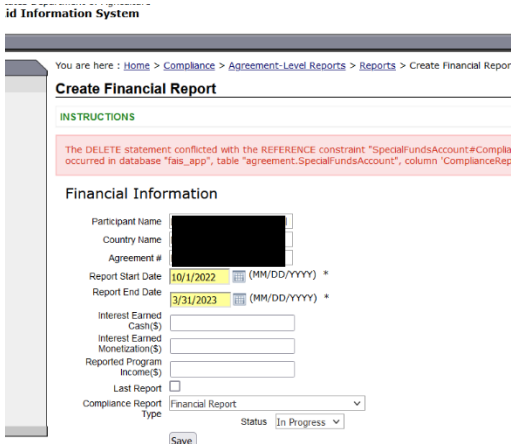 id Information System
You are here : Home > Compliance > Agreement-Level Reports > Reports > Create Financial Repor
Create Financial Report
INSTRUCTIONS
The DELETE statement conflicted with the REFERENCE constraint "SpecialFundsAccount#Complia
occurred in database "fais_app", table "agreement.SpecialFundsAccount", column 'ComplianceRep
Financial Information
Participant Name
Country Name
Agreement #
Report Start Date 10/1/2022 (MM/DD/YYYY) *
Report End Date 3/31/2023 (MM/DD/YYYY) *
Interest Earned
Cash($)
Interest Earned
Monetization($)
Reported Program
Income($)
Last Report
Compliance Report Financial Report
Type
Status In Progress
Save